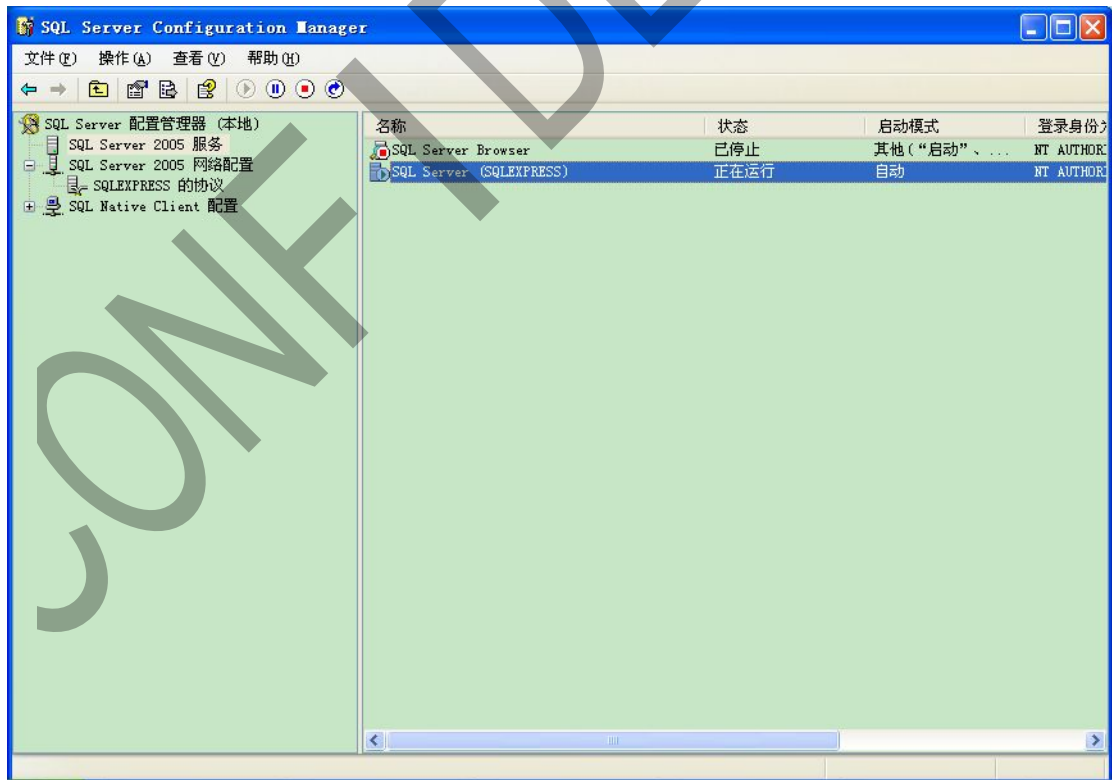 SQL Server Configuration Manager
文件(F) 操作(A) 查看(V) 帮助(H)
SQL Server 配置管理器 (本地)
SQL Server 2005 服务
SQL Server 2005 网络配置
SQLEXPRESS 的协议
SQL Native Client 配置
名称 状态 启动模式 登录身份为
SQL Server Browser 已停止 其他(“启动”、... NT AUTHORI
SQL Server (SQLEXPRESS) 正在运行 自动 NT AUTHORI
CONFIDE